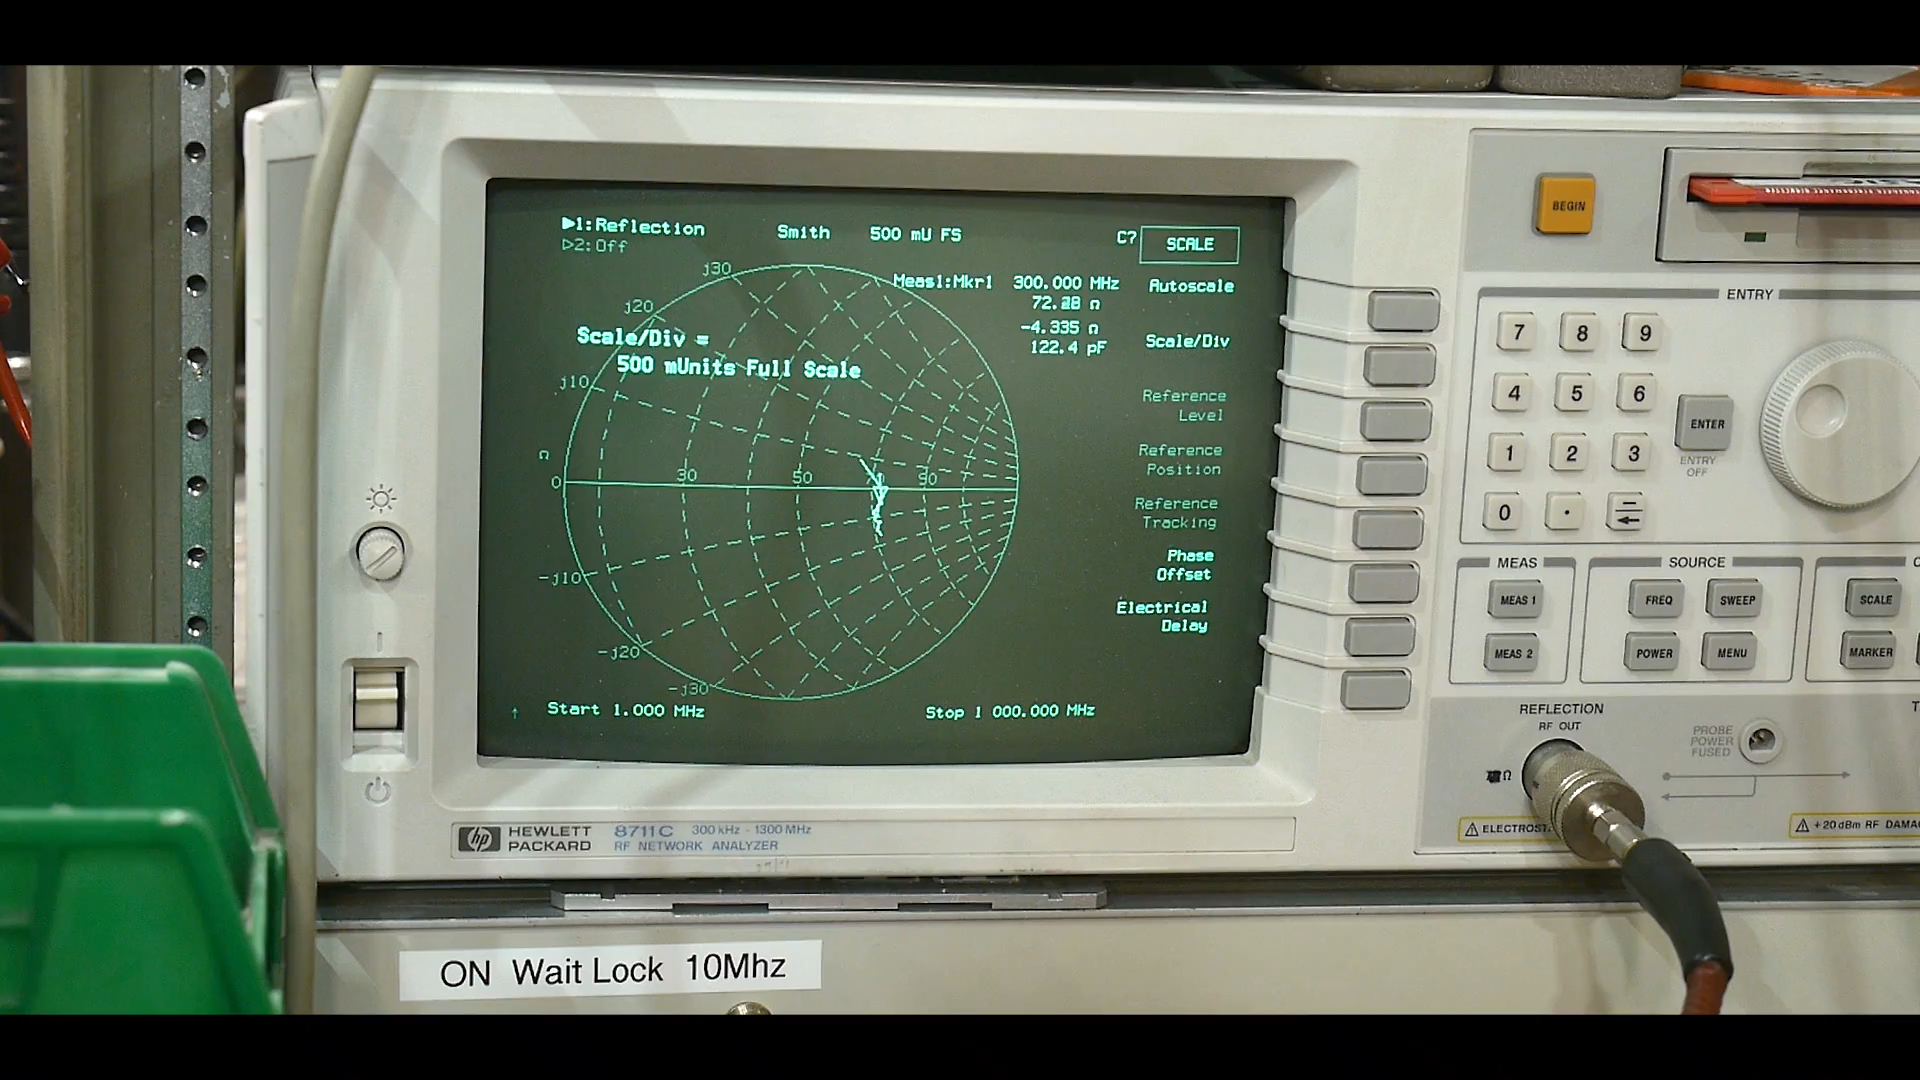 ▶1:Reflection Smith 500 mU FS
▷2:Off
C? SCALE
Meas1:Mkr1 300.000 MHz
72.28 Ω
-4.335 Ω
122.4 pF
Scale/Div =
500 mUnits Full Scale
j30
j20
j10
Ω
0 30 50 70 90
-j10
-j20
-j30
↑ Start 1.000 MHz Stop 1 000.000 MHz
Autoscale
Scale/Div
Reference
Level
Reference
Position
Reference
Tracking
Phase
Offset
Electrical
Delay
hp HEWLETT
PACKARD
8711C 300 kHz - 1300 MHz
RF NETWORK ANALYZER
ON Wait Lock 10Mhz
BEGIN
ENTRY
7 8 9
4 5 6
1 2 3
0 .
ENTER
ENTRY
OFF
MEAS
MEAS 1
MEAS 2
SOURCE
FREQ SWEEP
POWER MENU
SCALE
MARKER
REFLECTION
RF OUT
PROBE
POWER
FUSED
Ω
+20 dBm RF